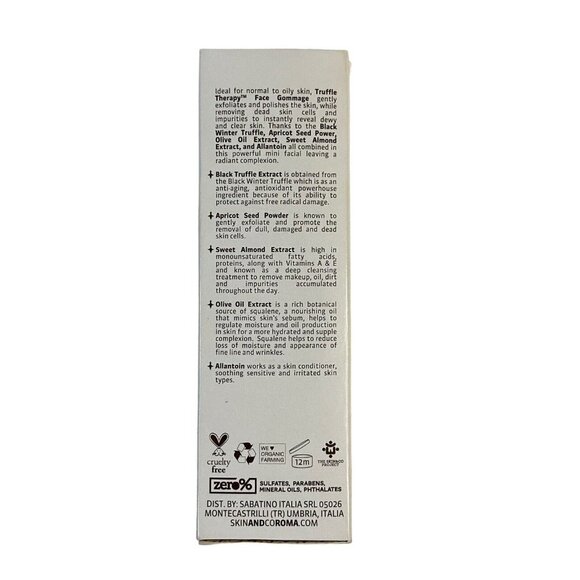 Ideal for normal to oily skin, Truffle
Therapy™ Face Gommage gently
exfoliates and polishes the skin, while
removing dead skin cells and
impurities to instantly reveal dewy
and clear skin. Thanks to the Black
Winter Truffle, Apricot Seed Power,
Olive Oil Extract, Sweet Almond
Extract, and Allantoin all combined in
this powerful mini facial leaving a
radiant complexion.
Black Truffle Extract is obtained from
the Black Winter Truffle which is as an
anti-aging, antioxidant powerhouse
ingredient because of its ability to
protect against free radical damage.
Apricot Seed Powder is known to
gently exfoliate and promote the
removal of dull, damaged and dead
skin cells.
Sweet Almond Extract is high in
monounsaturated fatty acids,
proteins, along with Vitamins A & E
and known as a deep cleansing
treatment to remove makeup, oil, dirt
and impurities accumulated
throughout the day.
Olive Oil Extract is a rich botanical
source of squalene, a nourishing oil
that mimics skin's sebum, helps to
regulate moisture and oil production
in skin for a more hydrated and supple
complexion. Squalene helps to reduce
loss of moisture and appearance of
fine line and wrinkles.
Allantoin works as a skin conditioner,
soothing sensitive and irritated skin
types.
cruelty
free
WE ♥
ORGANIC
FARMING
12m
PROJECT
zero%
SULFATES, PARABENS,
MINERAL OILS, PHTHALATES
DIST. BY: SABATINO ITALIA SRL 05026
MONTECASTRILLI (TR) UMBRIA, ITALIA
SKINANDCOROMA.COM